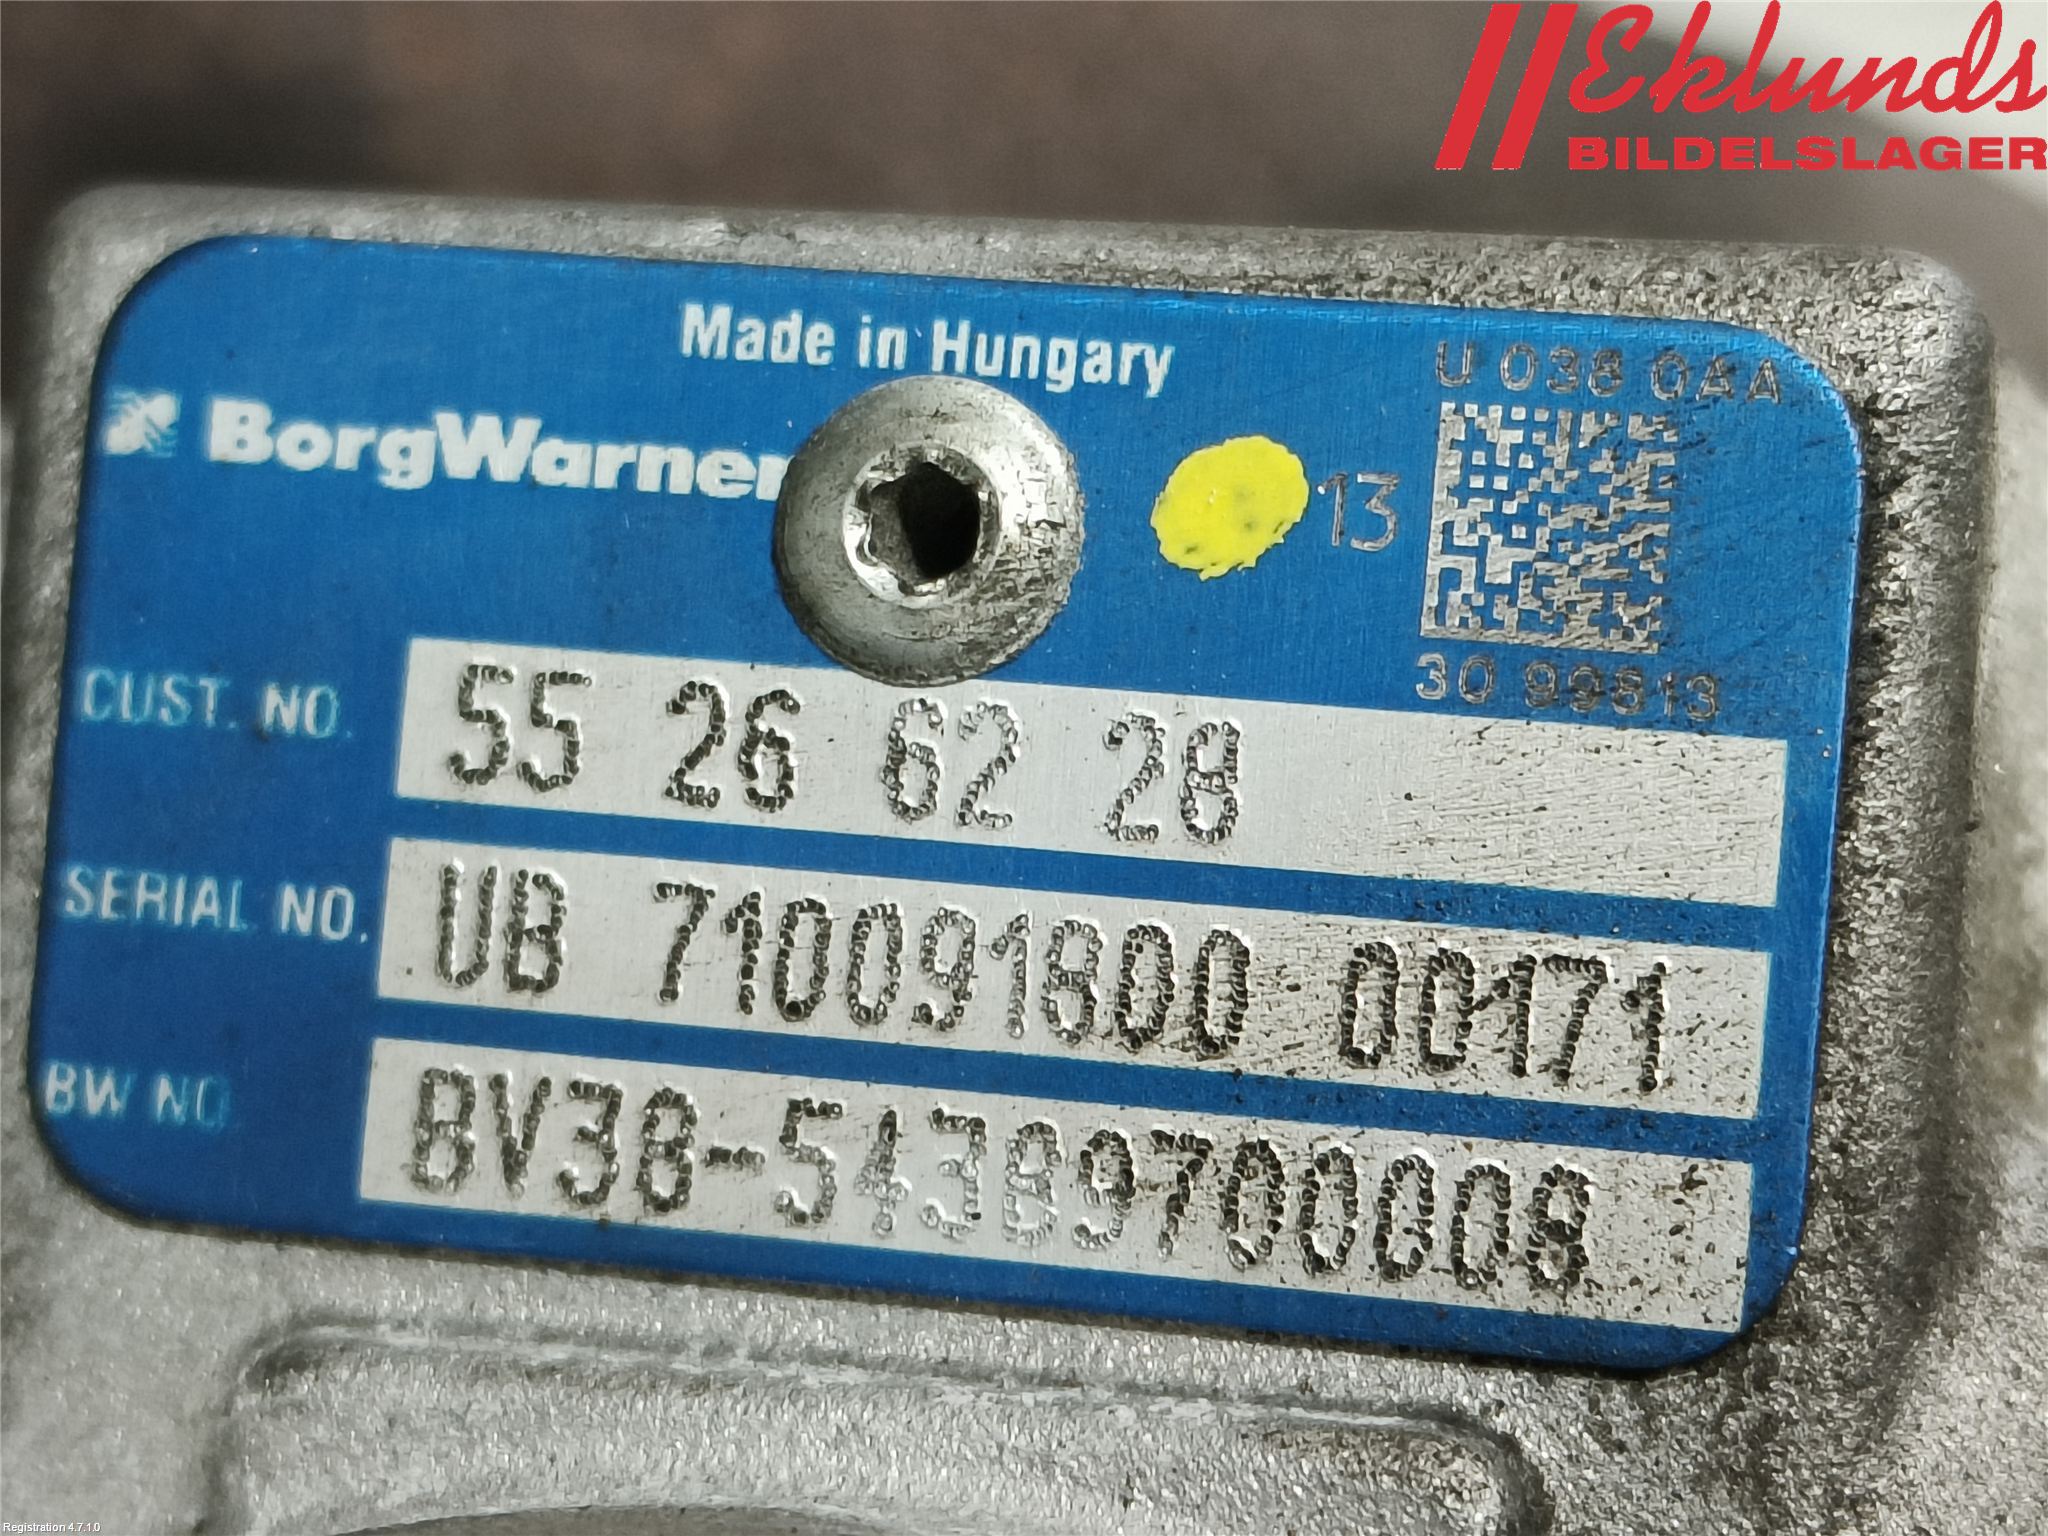 Eklunds
BILDELSLAGER
Made in Hungary
BorgWarner
U 038 0AA
13
30 99813
CUST. NO. 55 26 62 28
SERIAL NO. UB 710091800 00171
BW NO. BV38-54389700008
Registration 4.7.1.0